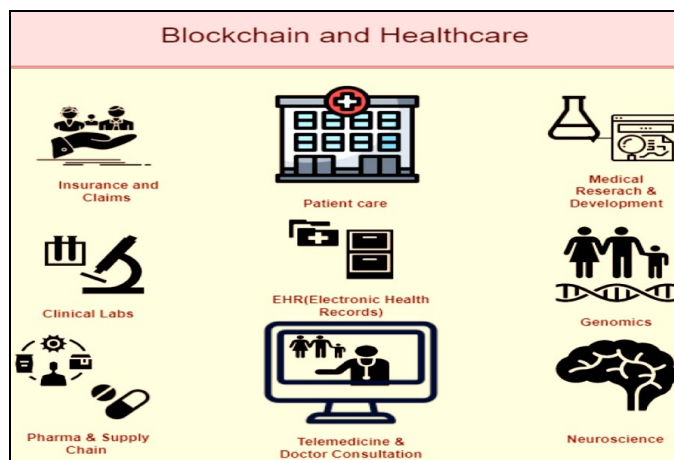 Blockchain and Healthcare
Insurance and
Claims
Patient care
Medical
Reserach &
Development
Clinical Labs
EHR(Electronic Health
Records)
Genomics
Pharma & Supply
Chain
Telemedicine &
Doctor Consultation
Neuroscience